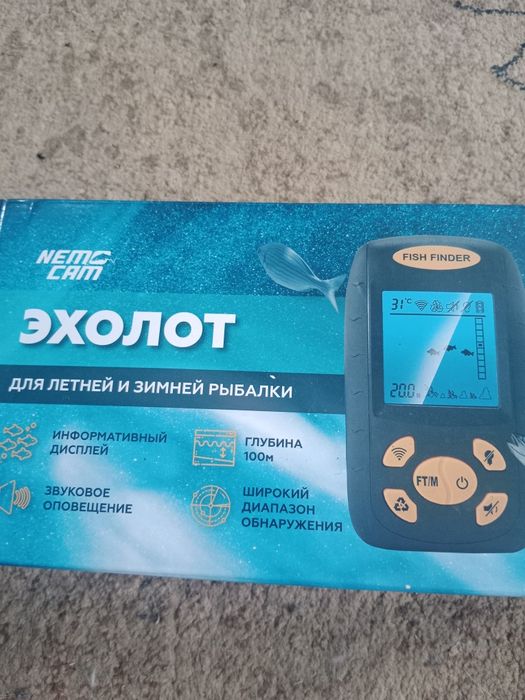 NEMO
CAM
FISH FINDER
31°C
ЭХОЛОТ
ДЛЯ ЛЕТНЕЙ И ЗИМНЕЙ РЫБАЛКИ
20.0
ИНФОРМАТИВНЫЙ
ДИСПЛЕЙ
ГЛУБИНА
100м
FT/M
ЗВУКОВОЕ
ОПОВЕЩЕНИЕ
ШИРОКИЙ
ДИАПАЗОН
ОБНАРУЖЕНИЯ